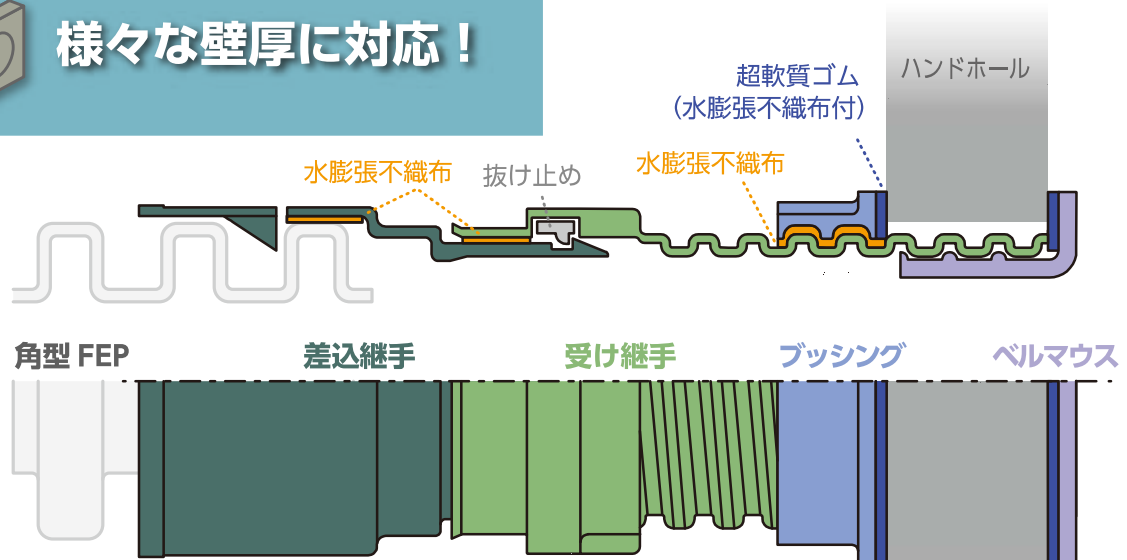 様々な壁厚に対応！
ハンドホール
超軟質ゴム
（水膨張不織布付）
水膨張不織布
抜け止め
水膨張不織布
角型 FEP
差込継手
受け継手
ブッシング
ベルマウス